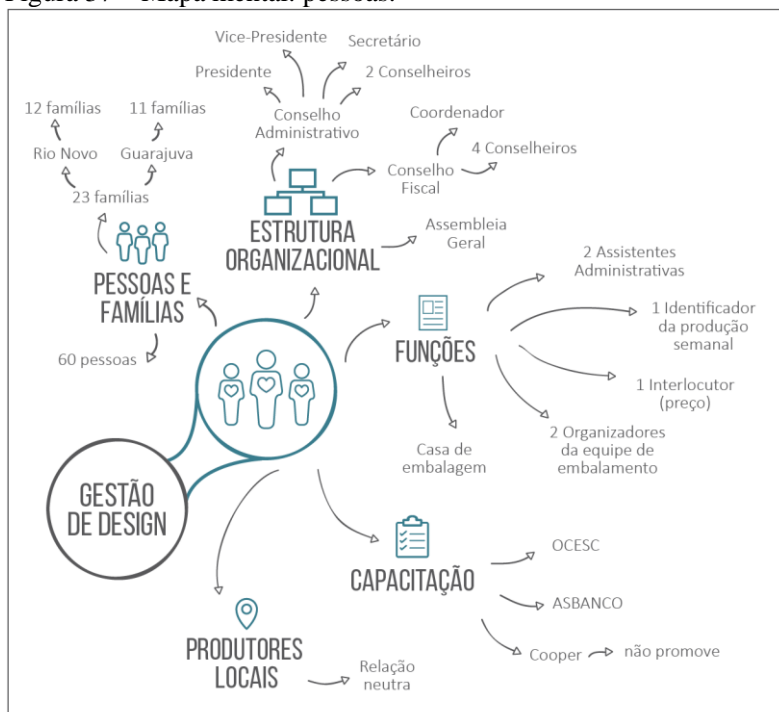 Vice-Presidente
Secretário
Presidente
2 Conselheiros
12 famílias
11 famílias
Conselho
Administrativo
Coordenador
Rio Novo
Guarajuva
4 Conselheiros
Conselho
Fiscal
23 famílias
ESTRUTURA
ORGANIZACIONAL
Assembleia
Geral
PESSOAS E
FAMÍLIAS
60 pessoas
2 Assistentes
Administrativas
1 Identificador
da produção
semanal
FUNÇÕES
1 Interlocutor
(preço)
Casa de
embalagem
2 Organizadores
da equipe de
embalamento
GESTÃO
DE DESIGN
CAPACITAÇÃO
OCESC
ASBANCO
Cooper
não promove
PRODUTORES
LOCAIS
Relação
neutra